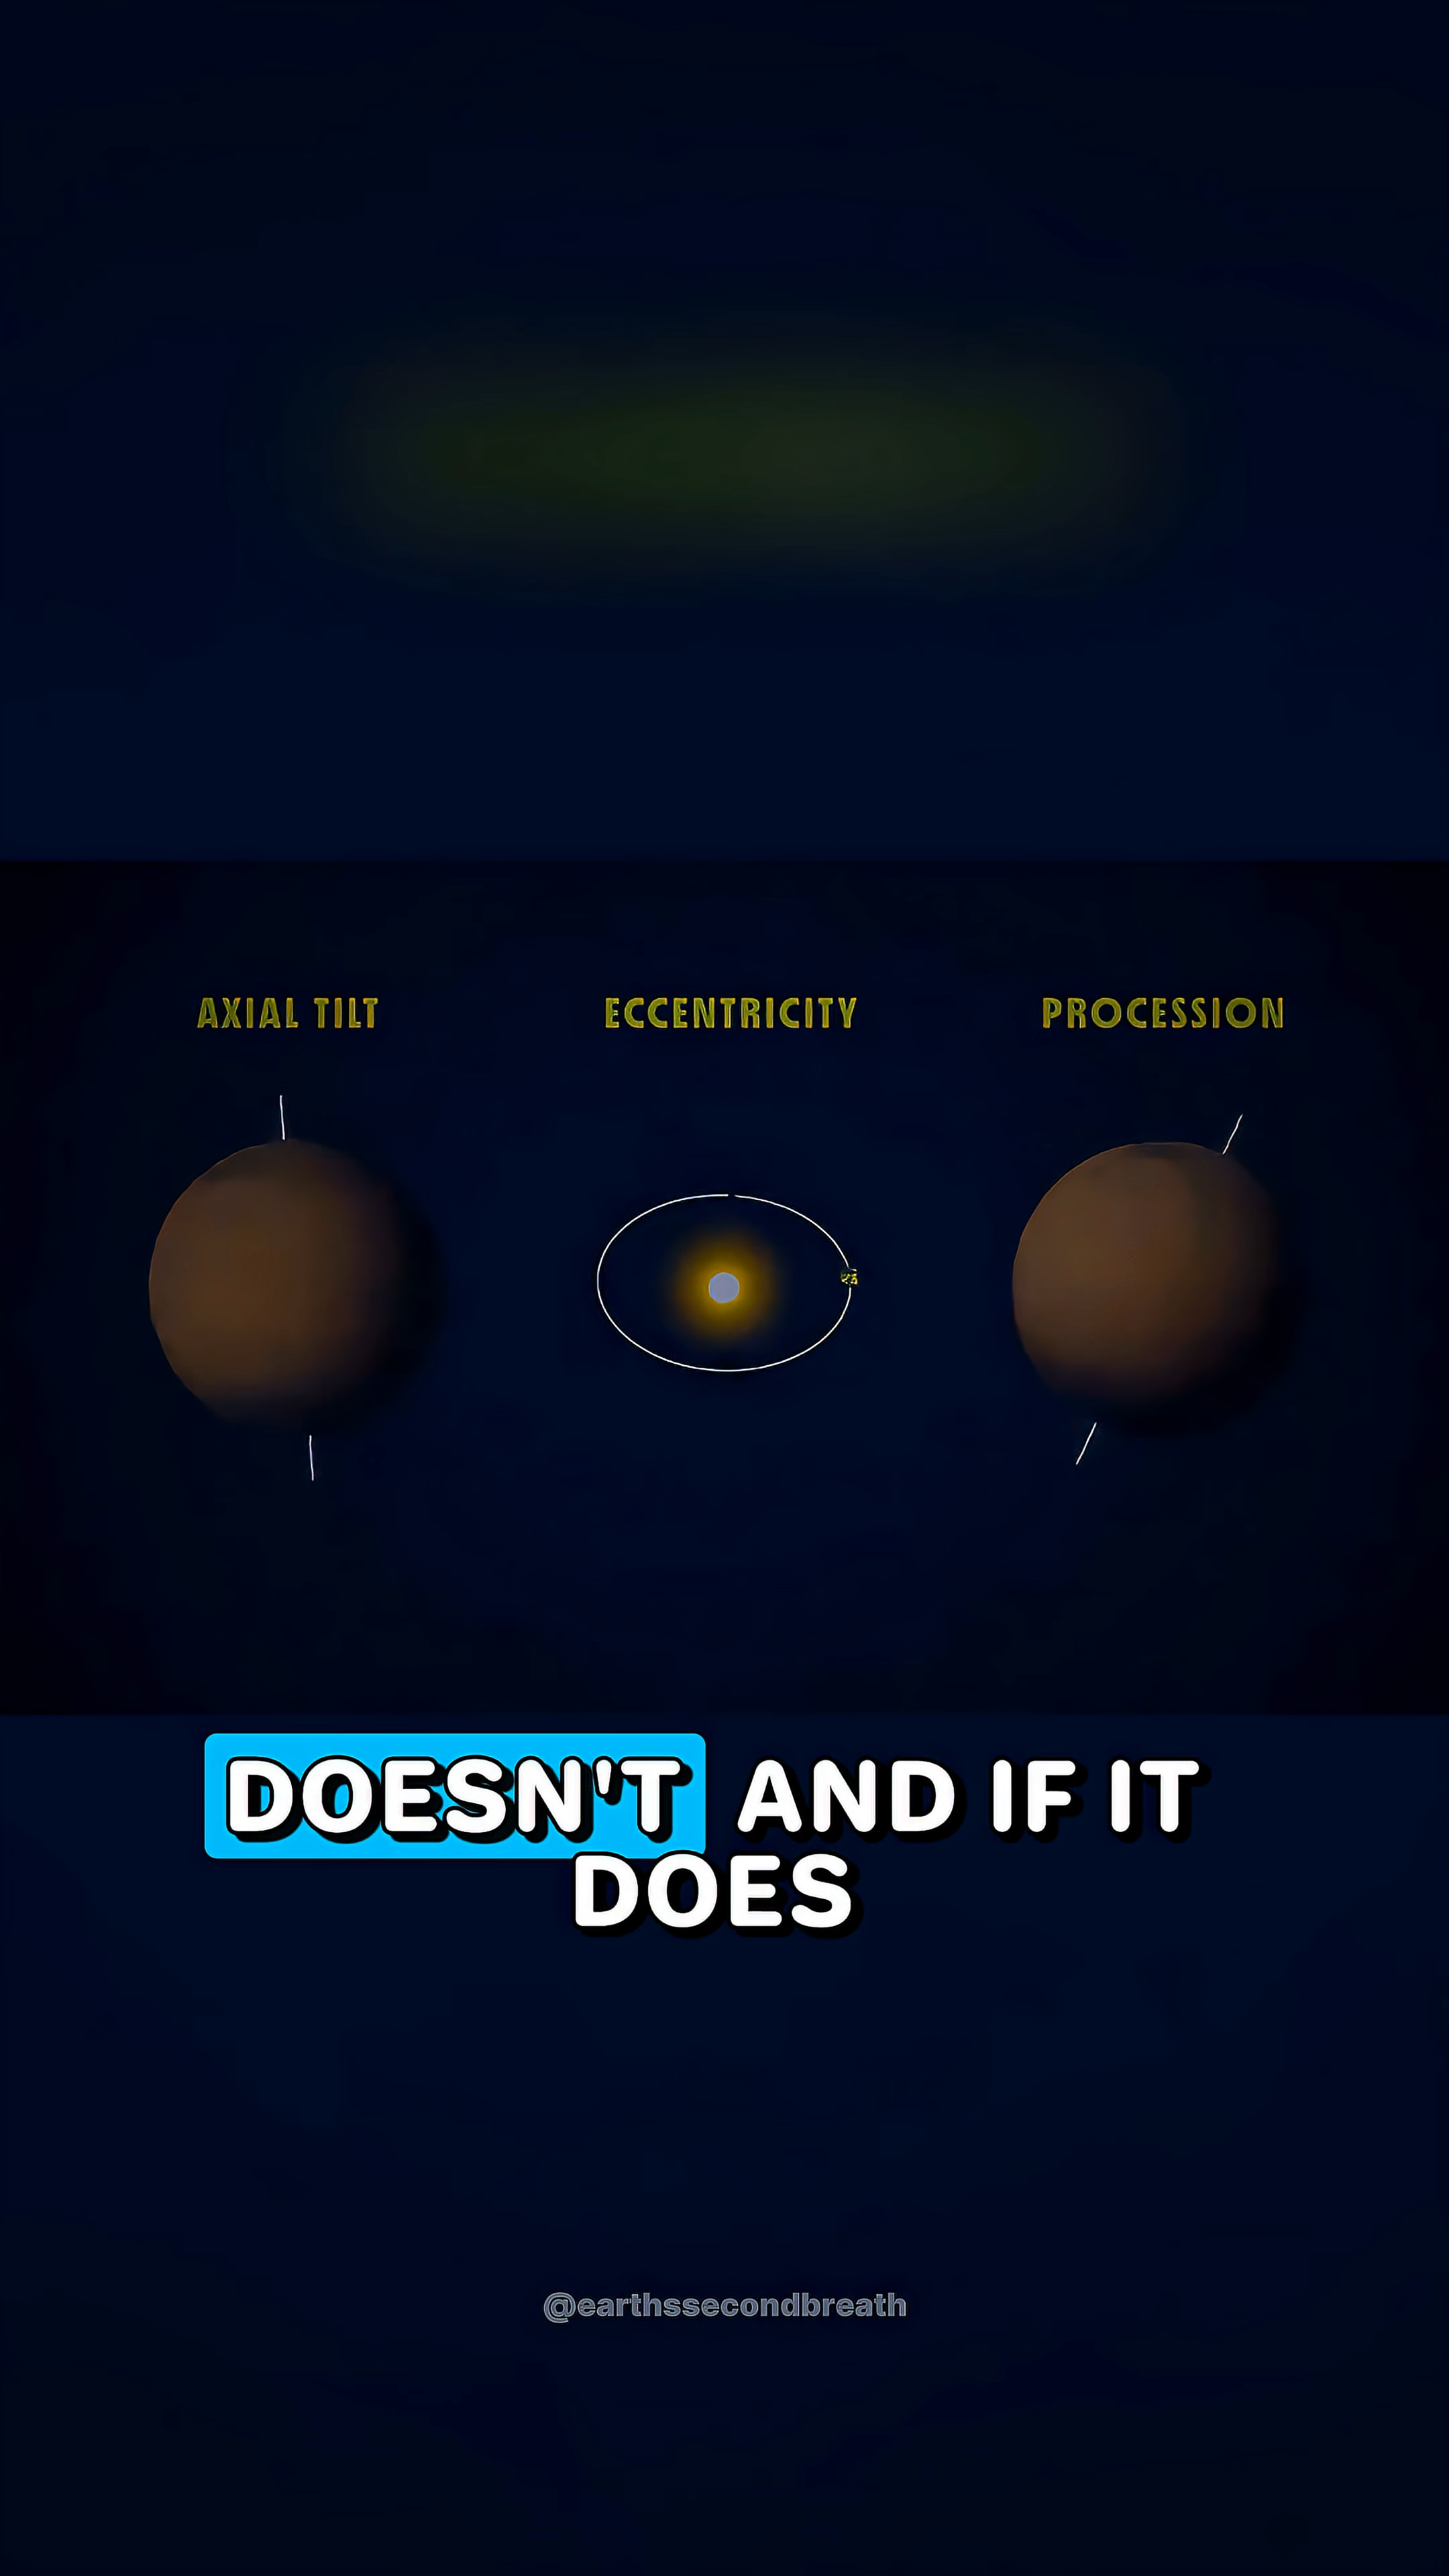 AXIAL TILT ECCENTRICITY PROCESSION
DOESN'T AND IF IT
DOES
@earthssecondbreath